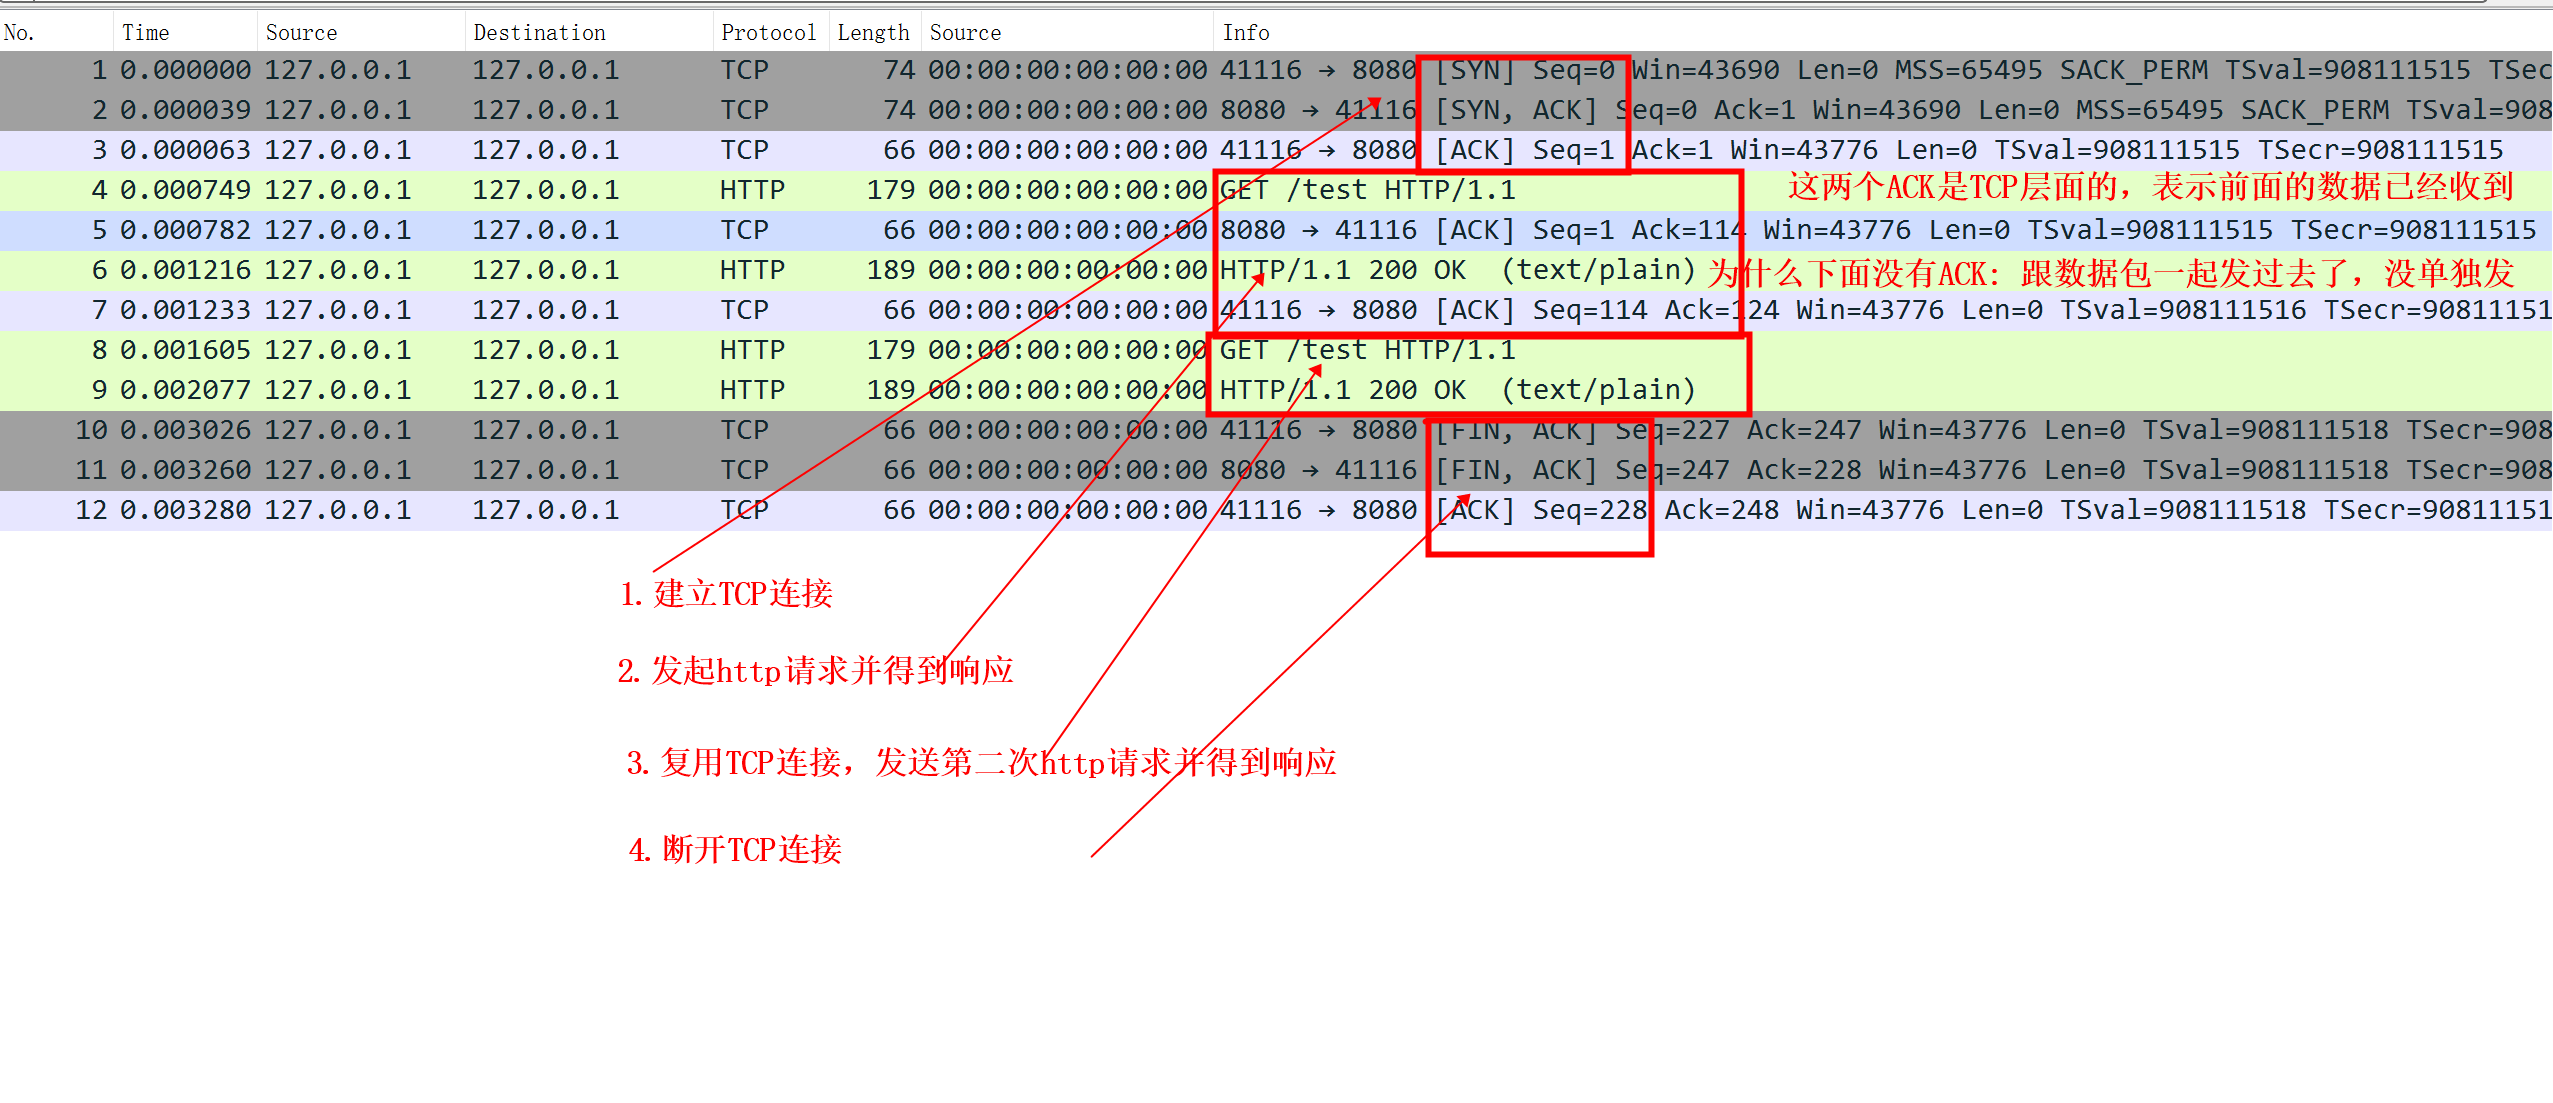 No. Time Source Destination Protocol Length Source Info
1 0.000000 127.0.0.1 127.0.0.1 TCP 74 00:00:00:00:00:00 41116 → 8080 [SYN] Seq=0 Win=43690 Len=0 MSS=65495 SACK_PERM TSval=908111515 TSec
2 0.000039 127.0.0.1 127.0.0.1 TCP 74 00:00:00:00:00:00 8080 → 41116 [SYN, ACK] Seq=0 Ack=1 Win=43690 Len=0 MSS=65495 SACK_PERM TSval=908
3 0.000063 127.0.0.1 127.0.0.1 TCP 66 00:00:00:00:00:00 41116 → 8080 [ACK] Seq=1 Ack=1 Win=43776 Len=0 TSval=908111515 TSecr=908111515
4 0.000749 127.0.0.1 127.0.0.1 HTTP 179 00:00:00:00:00:00 GET /test HTTP/1.1 这两个ACK是TCP层面的，表示前面的数据已经收到
5 0.000782 127.0.0.1 127.0.0.1 TCP 66 00:00:00:00:00:00 8080 → 41116 [ACK] Seq=1 Ack=114 Win=43776 Len=0 TSval=908111515 TSecr=908111515
6 0.001216 127.0.0.1 127.0.0.1 HTTP 189 00:00:00:00:00:00 HTTP/1.1 200 OK (text/plain) 为什么下面没有ACK: 跟数据包一起发过去了，没单独发
7 0.001233 127.0.0.1 127.0.0.1 TCP 66 00:00:00:00:00:00 41116 → 8080 [ACK] Seq=114 Ack=124 Win=43776 Len=0 TSval=908111516 TSecr=90811151
8 0.001605 127.0.0.1 127.0.0.1 HTTP 179 00:00:00:00:00:00 GET /test HTTP/1.1
9 0.002077 127.0.0.1 127.0.0.1 HTTP 189 00:00:00:00:00:00 HTTP/1.1 200 OK (text/plain)
10 0.003026 127.0.0.1 127.0.0.1 TCP 66 00:00:00:00:00:00 41116 → 8080 [FIN, ACK] Seq=227 Ack=247 Win=43776 Len=0 TSval=908111518 TSecr=908
11 0.003260 127.0.0.1 127.0.0.1 TCP 66 00:00:00:00:00:00 8080 → 41116 [FIN, ACK] Seq=247 Ack=228 Win=43776 Len=0 TSval=908111518 TSecr=908
12 0.003280 127.0.0.1 127.0.0.1 TCP 66 00:00:00:00:00:00 41116 → 8080 [ACK] Seq=228 Ack=248 Win=43776 Len=0 TSval=908111518 TSecr=90811151
1. 建立TCP连接
2. 发起http请求并得到响应
3. 复用TCP连接，发送第二次http请求并得到响应
4. 断开TCP连接